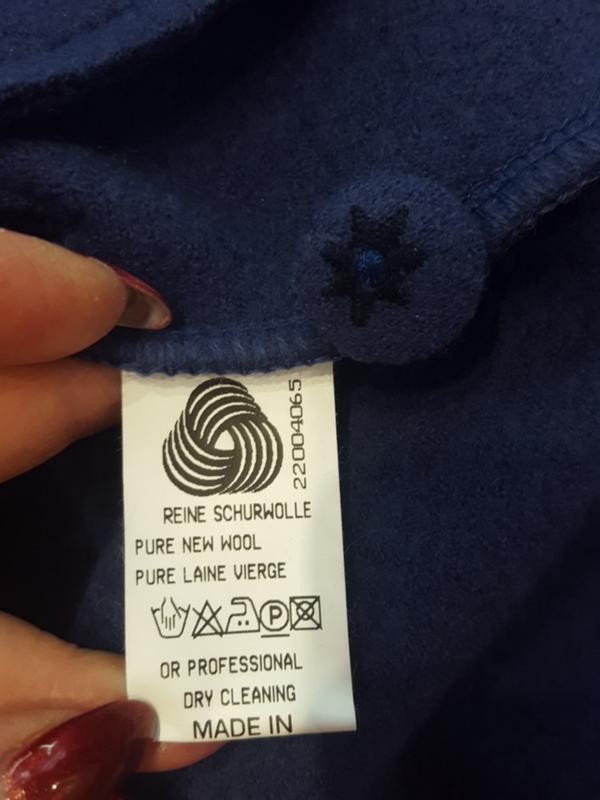 22004065
REINE SCHURWOLLE
PURE NEW WOOL
PURE LAINE VIERGE
P
OR PROFESSIONAL
DRY CLEANING
MADE IN